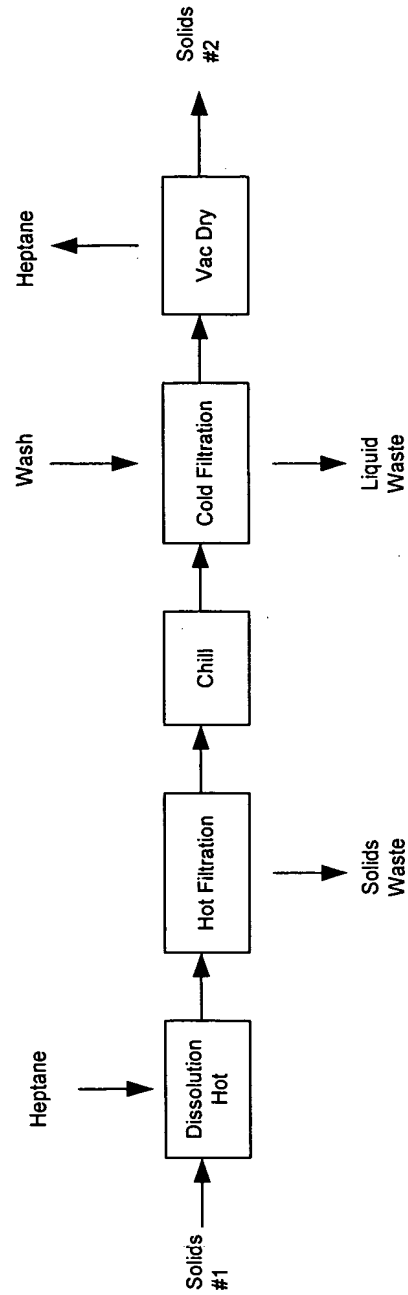 Solids
#1
Heptane
Dissolution
Hot
Hot Filtration
Solids
Waste
Chill
Wash
Cold Filtration
Liquid
Waste
Heptane
Vac Dry
Solids
#2